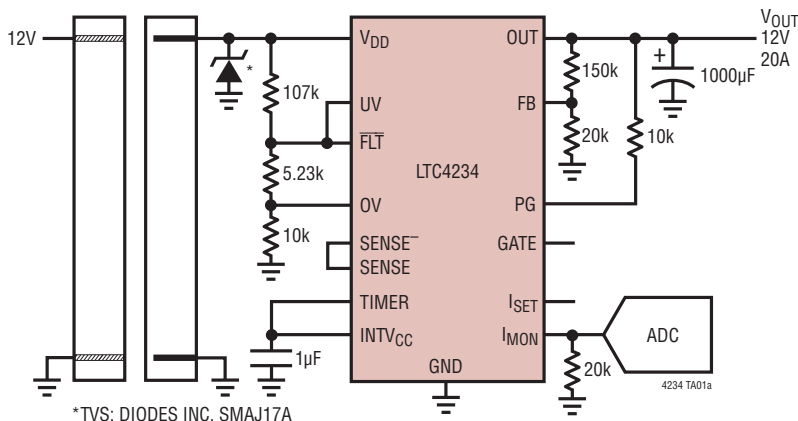 12V
*
107k
5.23k
10k
1µF
*TVS: DIODES INC. SMAJ17A
VDD
UV
FLT
OV
SENSE–
SENSE
TIMER
INTVCC
LTC4234
GND
OUT
FB
PG
GATE
ISET
IMON
150k
20k
10k
+
1000µF
VOUT
12V
20A
20k
ADC
4234 TA01a